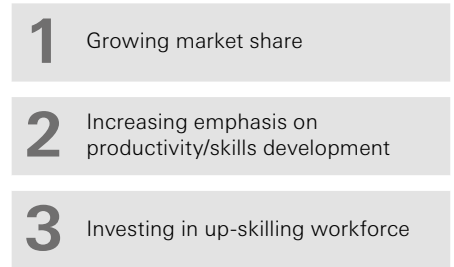 1 Growing market share
2 Increasing emphasis on
productivity/skills development
3 Investing in up-skilling workforce